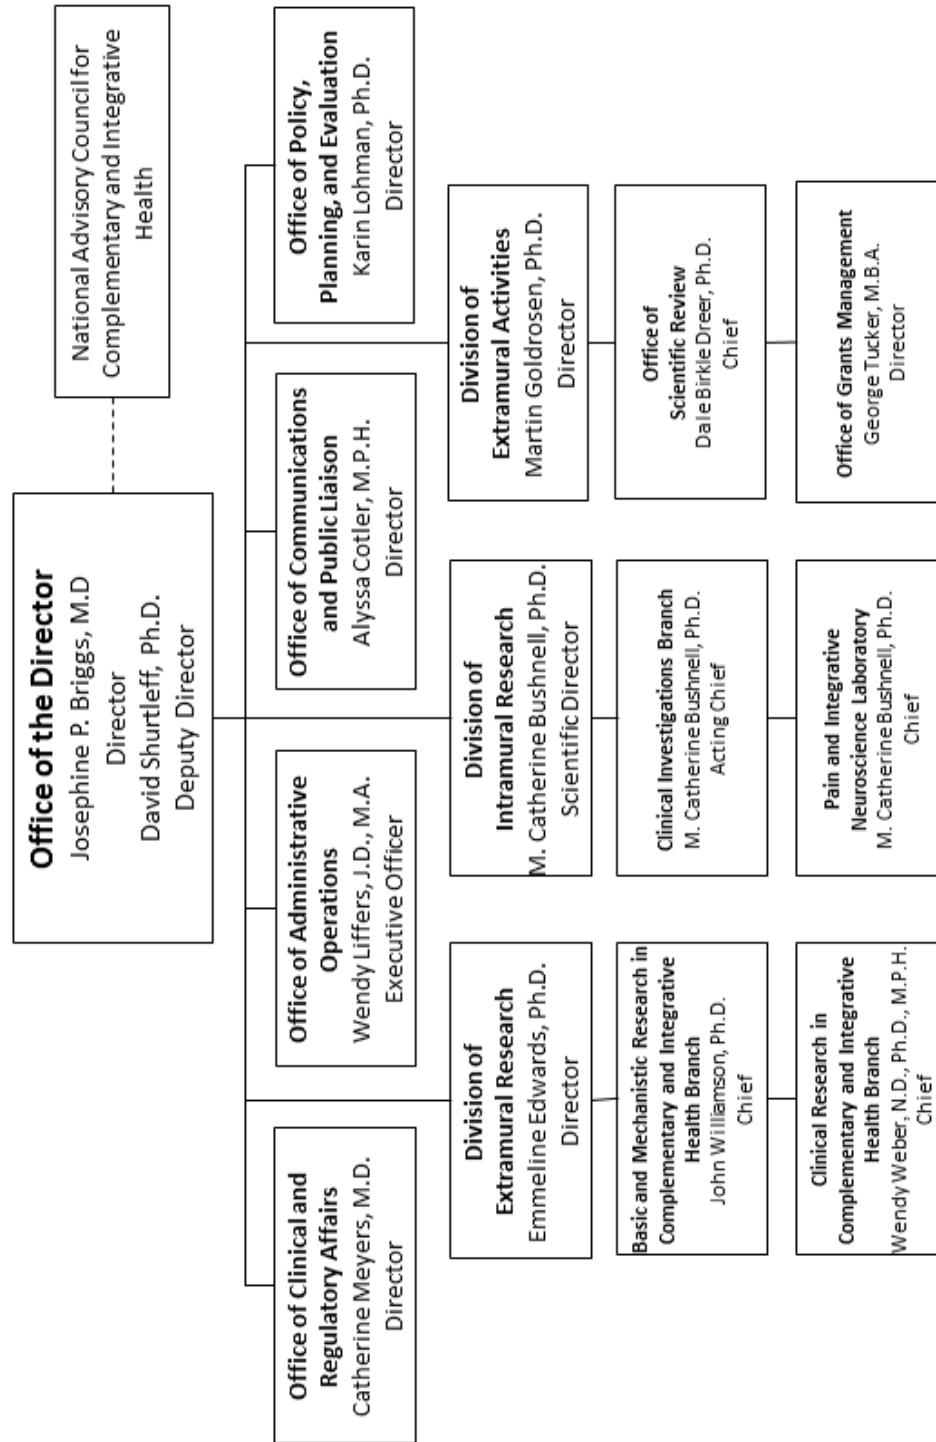 Office of the Director
Josephine P. Briggs, M.D
Director
David Shurtleff, Ph.D.
Deputy Director
National Advisory Council for
Complementary and Integrative
Health
Office of Clinical and
Regulatory Affairs
Catherine Meyers, M.D.
Director
Office of Administrative
Operations
Wendy Liffers, J.D., M.A.
Executive Officer
Office of Communications
and Public Liaison
Alyssa Cotler, M.P.H.
Director
Office of Policy,
Planning, and Evaluation
Karin Lohman, Ph.D.
Director
Division of
Extramural Research
Emmeline Edwards, Ph.D.
Director
Division of
Intramural Research
M. Catherine Bushnell, Ph.D.
Scientific Director
Division of
Extramural Activities
Martin Goldrosen, Ph.D.
Director
Basic and Mechanistic Research in
Complementary and Integrative
Health Branch
John Williamson, Ph.D.
Chief
Clinical Investigations Branch
M. Catherine Bushnell, Ph.D.
Acting Chief
Office of
Scientific Review
Dale Birkle Dreer, Ph.D.
Chief
Clinical Research in
Complementary and Integrative
Health Branch
Wendy Weber, N.D., Ph.D., M.P.H.
Chief
Pain and Integrative
Neuroscience Laboratory
M. Catherine Bushnell, Ph.D.
Chief
Office of Grants Management
George Tucker, M.B.A.
Director